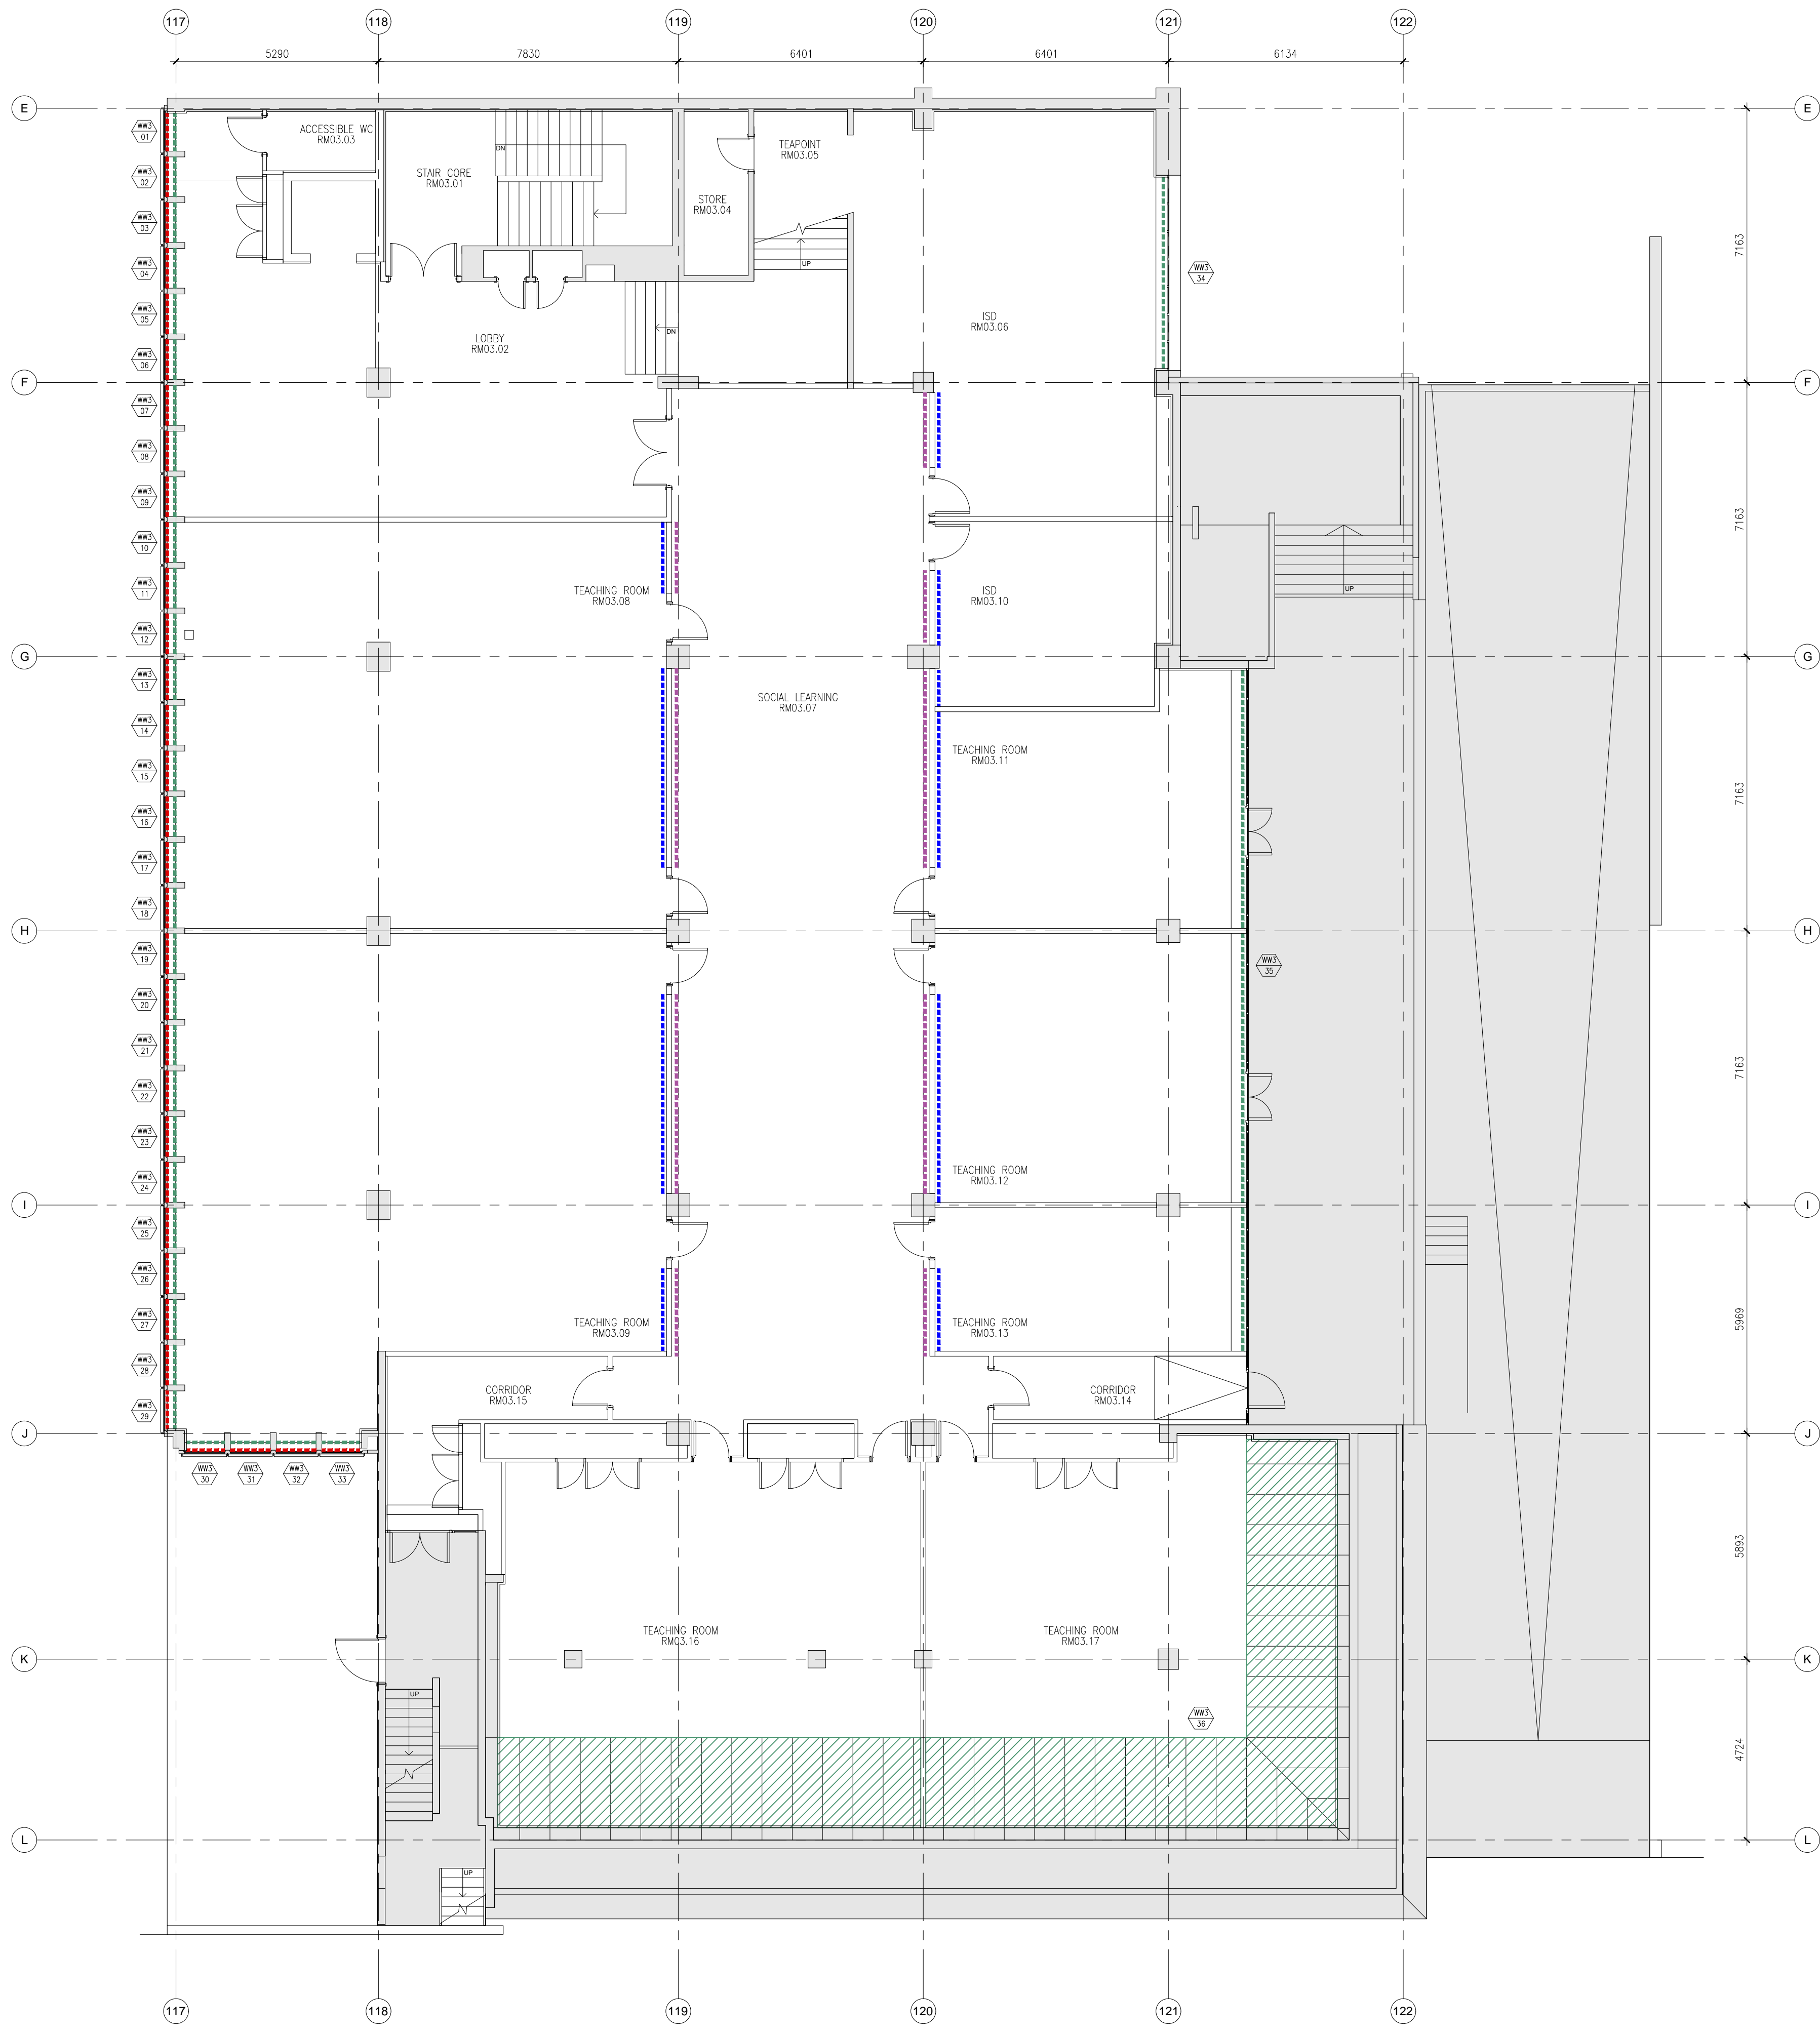 117 118 119 120 121 122
5290 7830 6401 6401 6134
E E
WW3
01
ACCESSIBLE WC
RM03.03
DN
TEAPOINT
RM03.05
WW3
02
STAIR CORE
RM03.01
STORE
RM03.04
WW3
03
7163
WW3
04
UP
WW3
34
WW3
05
ISD
RM03.06
LOBBY
RM03.02
DN
WW3
06
F F
WW3
07
WW3
08
WW3
09
7163
WW3
10
WW3
11
TEACHING ROOM
RM03.08
ISD
RM03.10
UP
WW3
12
G G
WW3
13
SOCIAL LEARNING
RM03.07
WW3
14
TEACHING ROOM
RM03.11
WW3
15
7163
WW3
16
WW3
17
WW3
18
H H
WW3
19
WW3
35
WW3
20
WW3
21
7163
WW3
22
WW3
23
TEACHING ROOM
RM03.12
WW3
24
I I
WW3
25
WW3
26
WW3
27
TEACHING ROOM
RM03.09
TEACHING ROOM
RM03.13
5969
WW3
28
CORRIDOR
RM03.15
CORRIDOR
RM03.14
WW3
29
J J
WW3
30
WW3
31
WW3
32
WW3
33
5893
TEACHING ROOM
RM03.16
TEACHING ROOM
RM03.17
K K
UP
WW3
36
4724
L L
UP
117 118 119 120 121 122